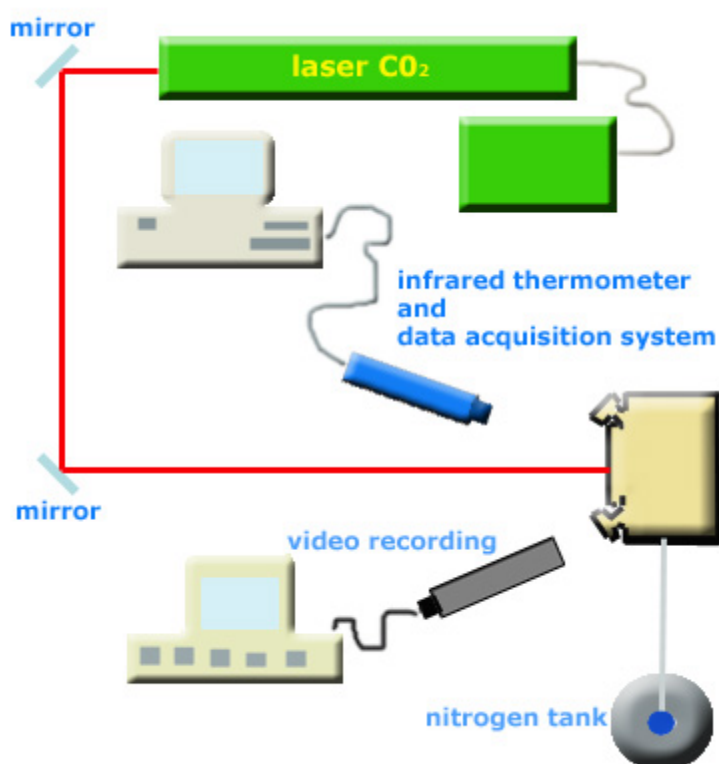 mirror
laser C0₂
infrared thermometer
and
data acquisition system
mirror
video recording
nitrogen tank